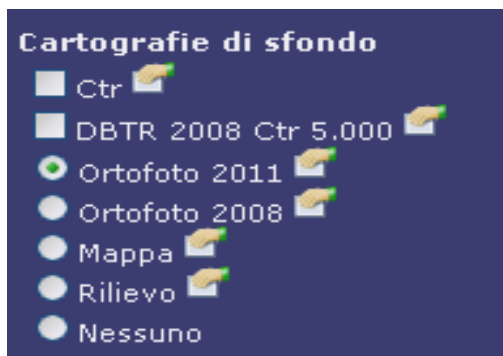 Cartografie di sfondo
Ctr
DBTR 2008 Ctr 5.000
Ortofoto 2011
Ortofoto 2008
Mappa
Rilievo
Nessuno